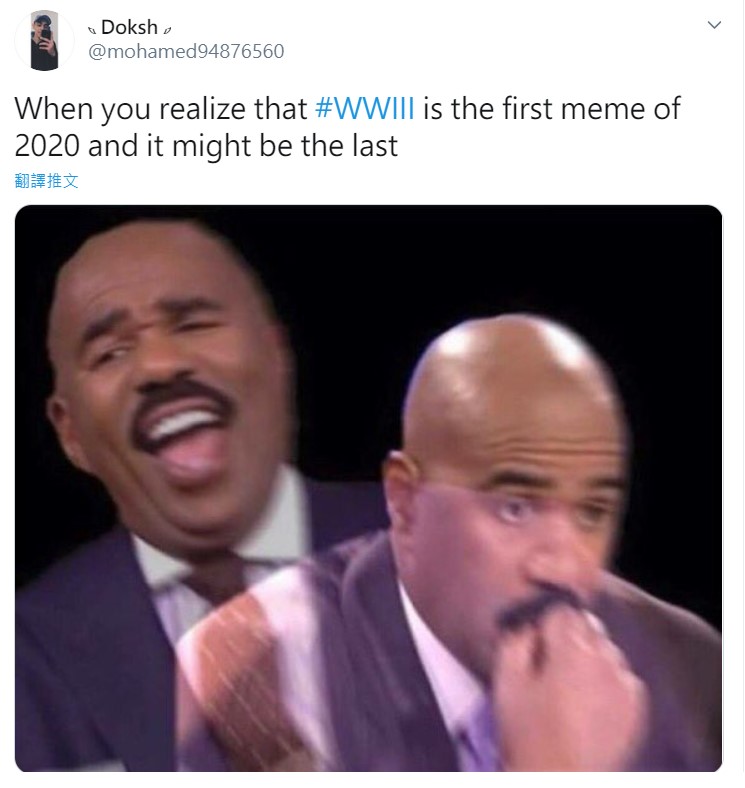 Doksh
@mohamed94876560
When you realize that #WWIII is the first meme of
2020 and it might be the last
翻譯推文